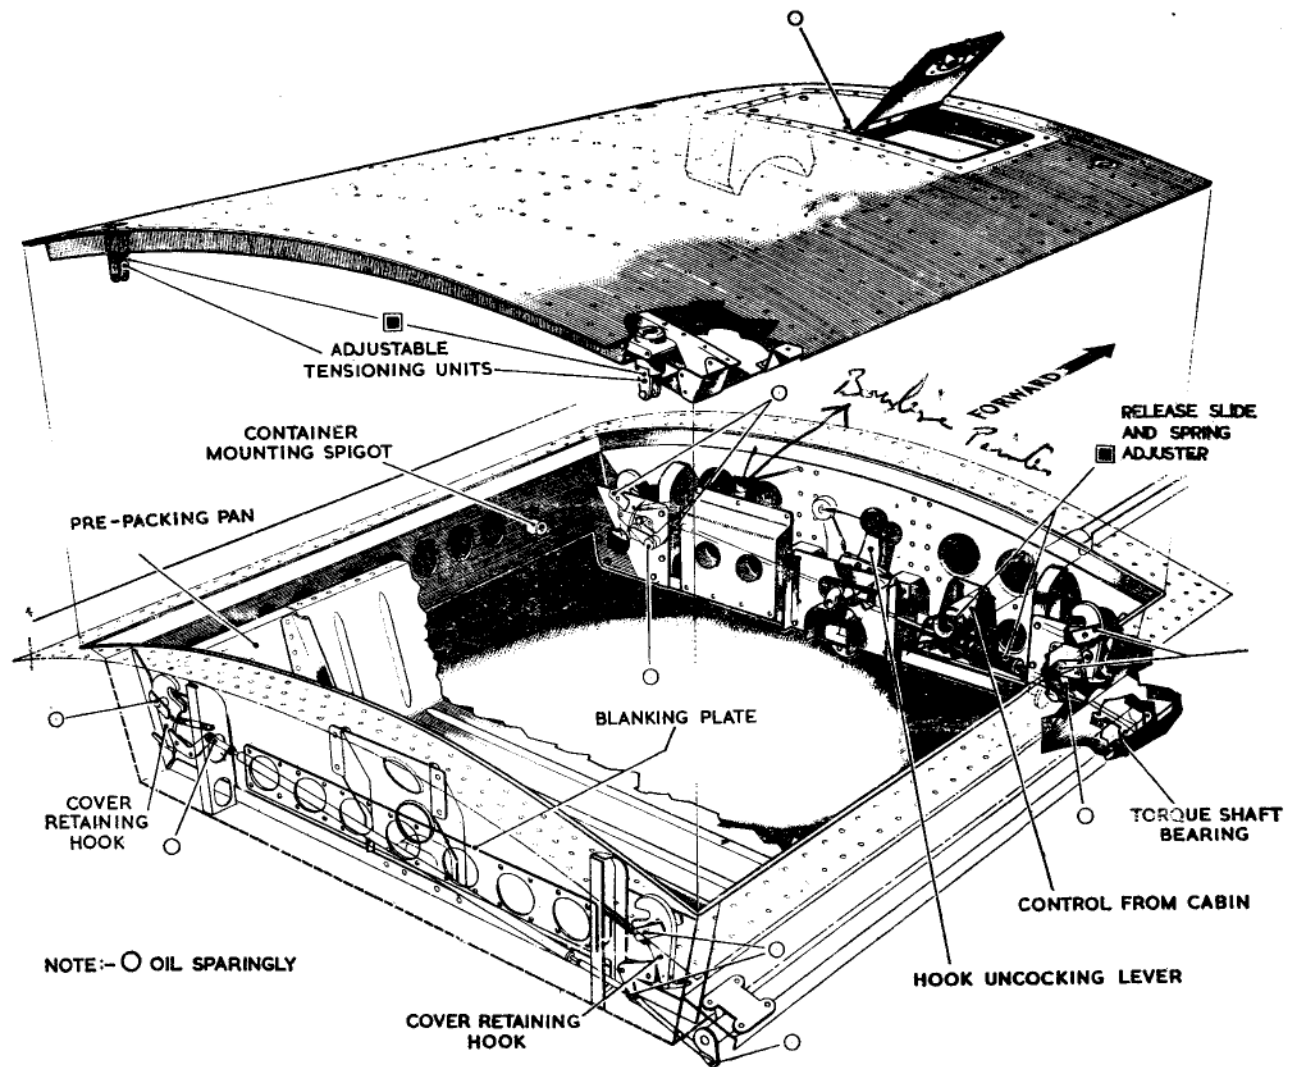 ADJUSTABLE
TENSIONING UNITS
CONTAINER
MOUNTING SPIGOT
FORWARD
RELEASE SLIDE
AND SPRING
ADJUSTER
PRE-PACKING PAN
BLANKING PLATE
COVER
RETAINING
HOOK
TORQUE SHAFT
BEARING
CONTROL FROM CABIN
HOOK UNCOCKING LEVER
NOTE:- O OIL SPARINGLY
COVER RETAINING
HOOK